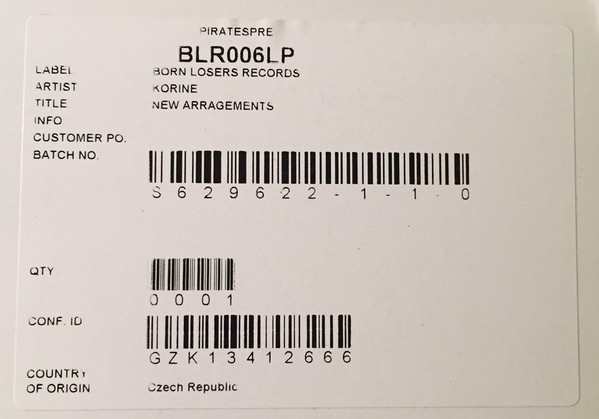 PIRATESPRE
BLR006LP
LABEL BORN LOSERS RECORDS
ARTIST KORINE
TITLE NEW ARRAGEMENTS
INFO
CUSTOMER PO.
BATCH NO.
S629622-1-1-0
QTY
0001
CONF. ID
GZK13412666
COUNTRY
OF ORIGIN Czech Republic